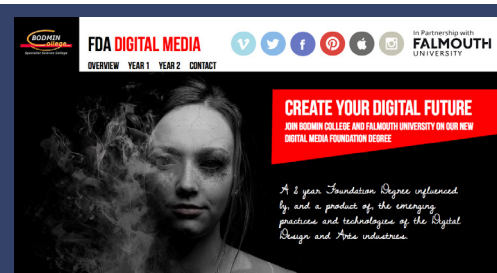 BODMIN
College
Specialist Science College
FDA DIGITAL MEDIA
OVERVIEW YEAR 1 YEAR 2 CONTACT
In Partnership with
FALMOUTH
UNIVERSITY
CREATE YOUR DIGITAL FUTURE
JOIN BODMIN COLLEGE AND FALMOUTH UNIVERSITY ON OUR NEW
DIGITAL MEDIA FOUNDATION DEGREE
A 2 year Foundation Degree influenced
by, and a product of, the emerging
practices and technologies of the Digital
Design and Arts industries.